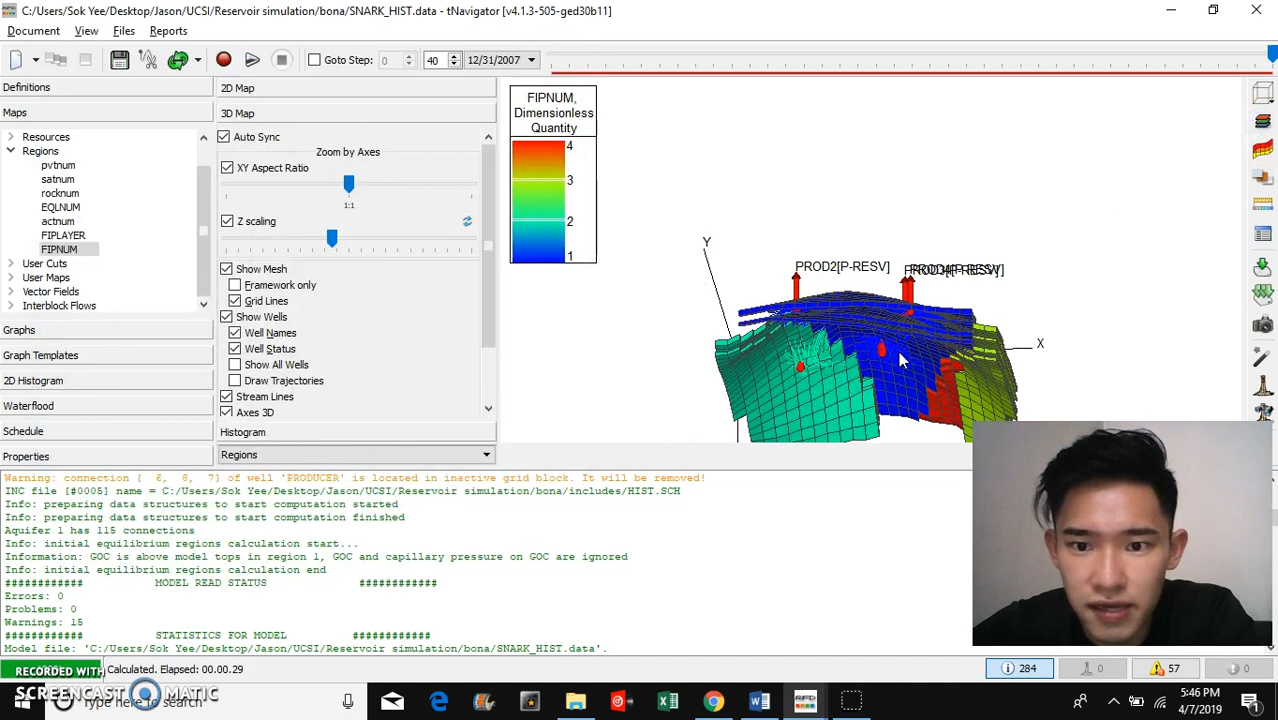 C:/Users/Sok Yee/Desktop/Jason/UCSI/Reservoir simulation/bona/SNARK_HIST.data - tNavigator [v4.1.3-505-ged30b11]
Document View Files Reports
Goto Step: 0 40 12/31/2007
Definitions
Maps
Resources
Regions
pvtnum
satnum
rocknum
EQLNUM
actnum
FIPLAYER
FIPNUM
User Cuts
User Maps
Vector Fields
Interblock Flows
Graphs
Graph Templates
2D Histogram
Waterflood
Schedule
Properties
2D Map
3D Map
Auto Sync
Zoom by Axes
XY Aspect Ratio
1:1
Z scaling
Show Mesh
Framework only
Grid Lines
Show Wells
Well Names
Well Status
Show All Wells
Draw Trajectories
Stream Lines
Axes 3D
Histogram
Regions
FIPNUM,
Dimensionless
Quantity
4
3
2
1
Y
PROD2[P-RESV]
X
Warning: connection [ 6, 8, 7] of well 'PRODUCER' is located in inactive grid block. It will be removed!
INC file [#0005] name = C:/Users/Sok Yee/Desktop/Jason/UCSI/Reservoir simulation/bona/includes/HIST.SCH
Info: preparing data structures to start computation started
Info: preparing data structures to start computation finished
Aquifer 1 has 115 connections
Info: initial equilibrium regions calculation start...
Information: GOC is above model tops in region 1, GOC and capillary pressure on GOC are ignored
Info: initial equilibrium regions calculation end
############ MODEL READ STATUS ############
Errors: 0
Problems: 0
Warnings: 15
############ STATISTICS FOR MODEL ############
Model file: 'C:/Users/Sok Yee/Desktop/Jason/UCSI/Reservoir simulation/bona/SNARK_HIST.data'.
RECORDED WITH
Calculated. Elapsed: 00.00.29
284
0
57
0
SCREENCAST MATIC
Type here to search
5:46 PM
4/7/2019